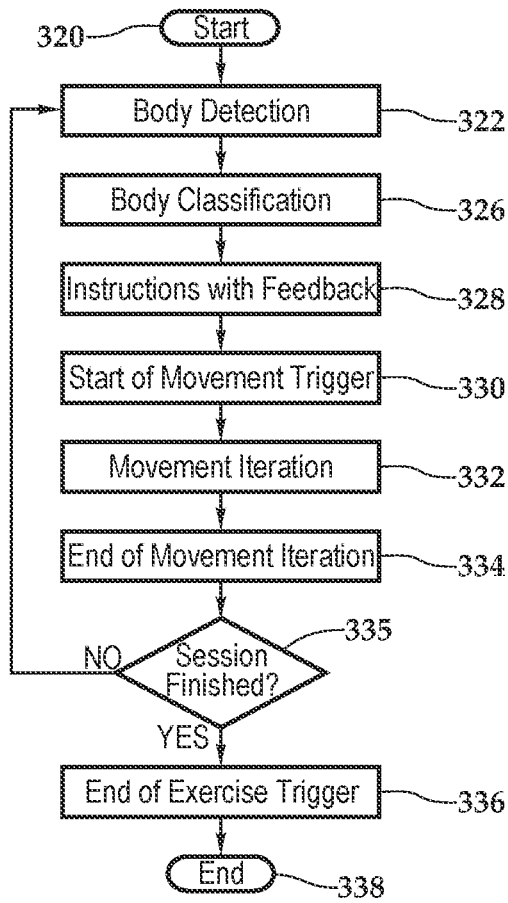 320 Start
Body Detection 322
Body Classification 326
Instructions with Feedback 328
Start of Movement Trigger 330
Movement Iteration 332
End of Movement Iteration 334
335
NO Session
Finished?
YES
End of Exercise Trigger 336
End 338